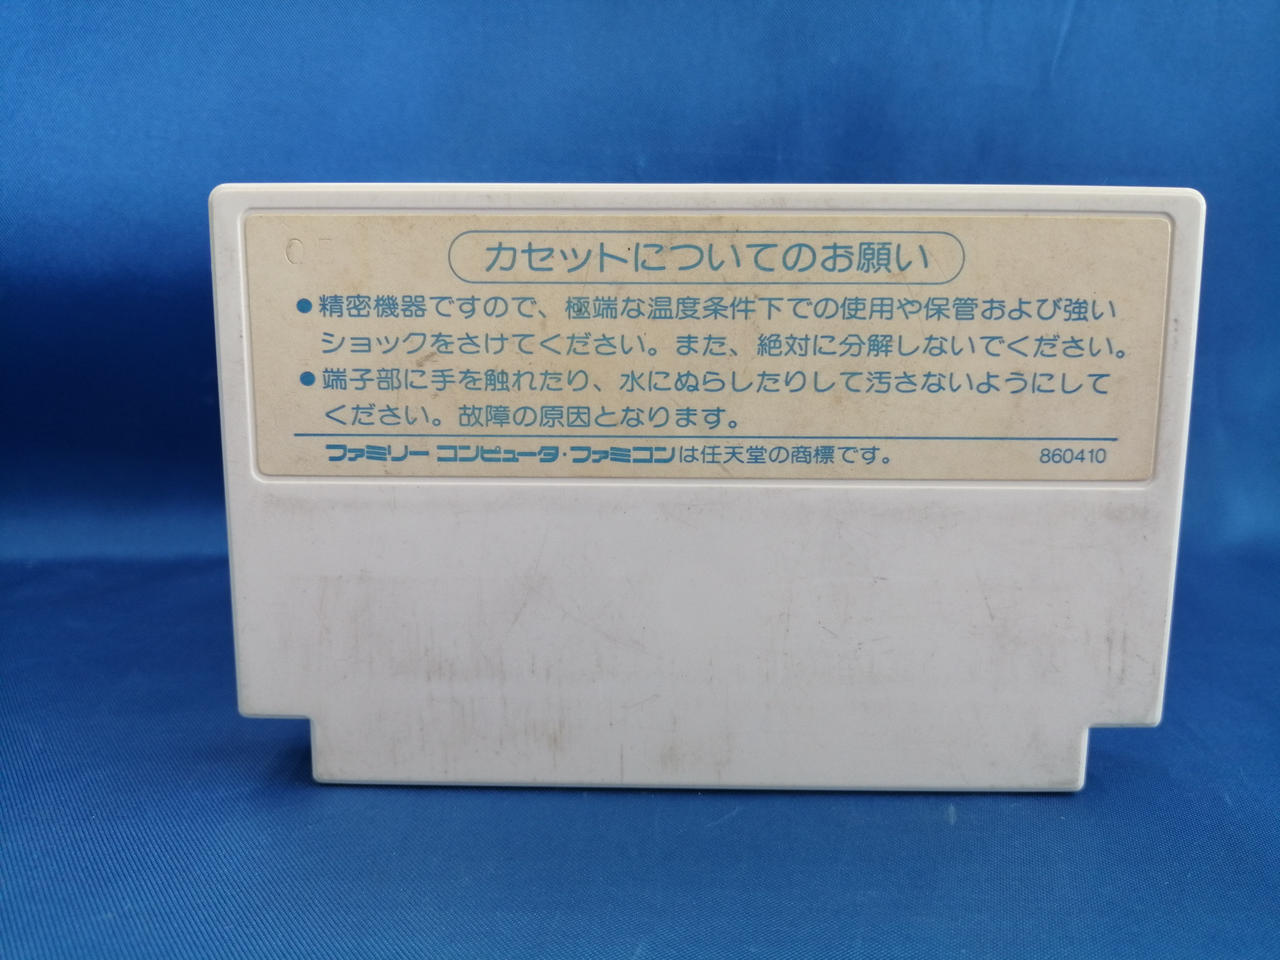 カセットについてのお願い
●精密機器ですので、極端な温度条件下での使用や保管および強い
ショックをさけてください。また、絶対に分解しないでください。
●端子部に手を触れたり、水にぬらしたりして汚さないようにして
ください。故障の原因となります。
ファミリー コンピュータ・ファミコンは任天堂の商標です。 860410